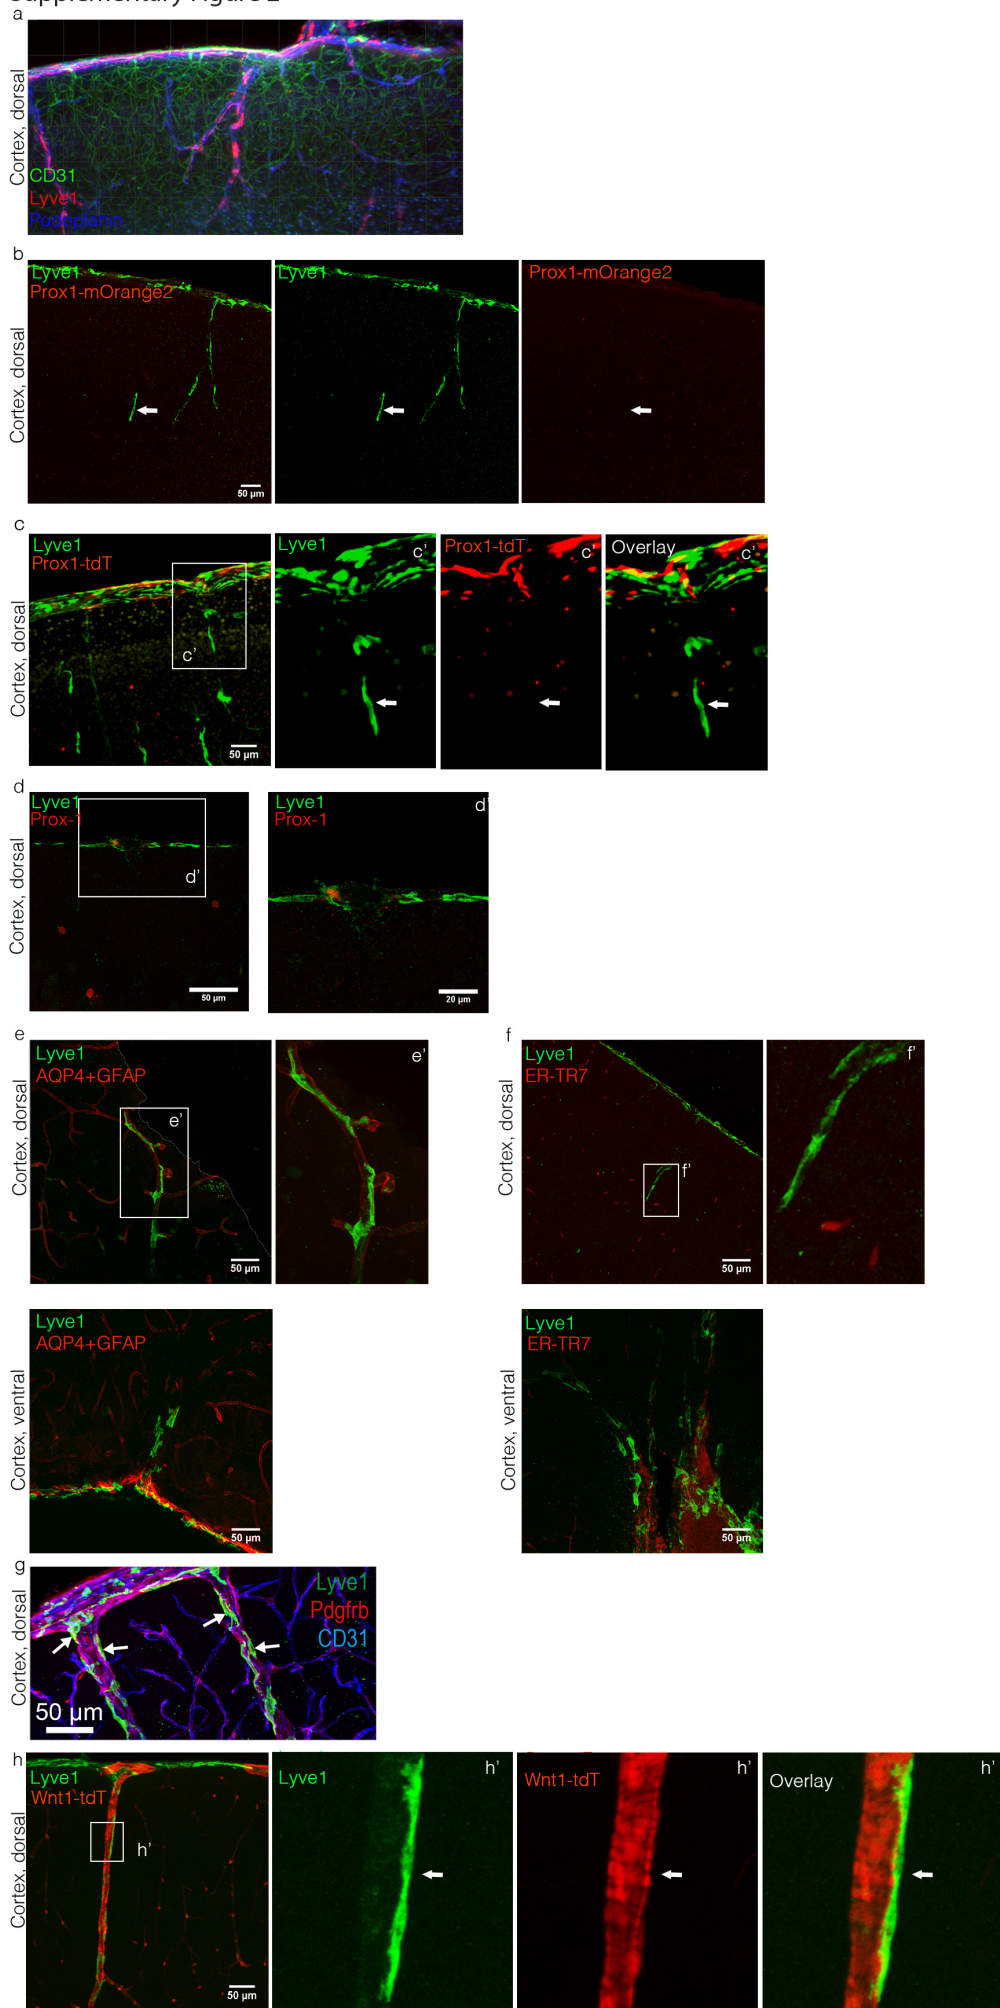 Supplementary Figure 2
a
Cortex, dorsal
CD31
Lyve1
Podoplanin
b
Cortex, dorsal
Lyve1
Prox1-mOrange2
50 µm
Lyve1
Prox1-mOrange2
c
Cortex, dorsal
Lyve1
Prox1-tdT
c'
50 µm
Lyve1
c'
Prox1-tdT
c'
Overlay
c'
d
Cortex, dorsal
Lyve1
Prox-1
d'
50 µm
Lyve1
d'
20 µm
e
Cortex, dorsal
Lyve1
AQP4+GFAP
e'
50 µm
e'
f
Cortex, dorsal
Lyve1
ER-TR7
f'
50 µm
f'
Cortex, ventral
Lyve1
AQP4+GFAP
50 µm
Cortex, ventral
Lyve1
ER-TR7
50 µm
g
Cortex, dorsal
Lyve1
Pdgfrb
CD31
50 µm
h
Cortex, dorsal
Lyve1
Wnt1-tdT
h'
50 µm
Lyve1
h'
Wnt1-tdT
h'
Overlay
h'